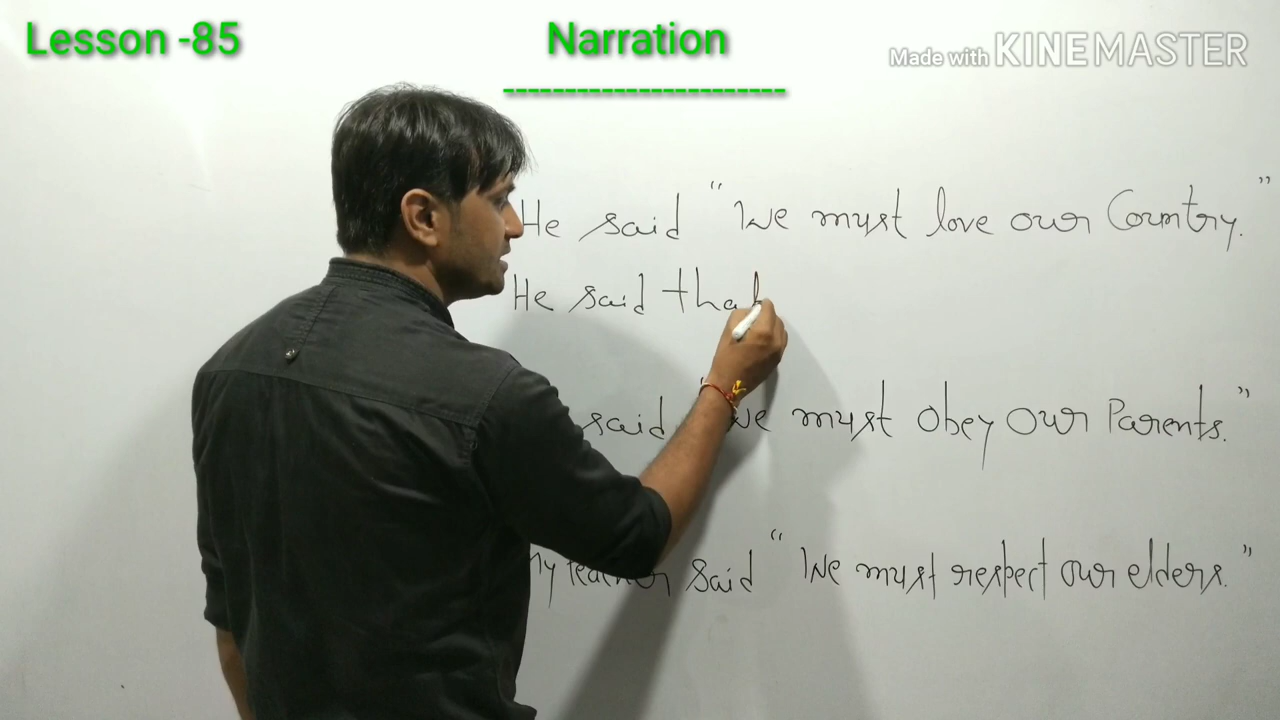 Lesson -85
Narration
Made with KINEMASTER
He said "We must love our Country."
He said that
said "We must obey our Parents."
My teacher said "We must respect our elders."